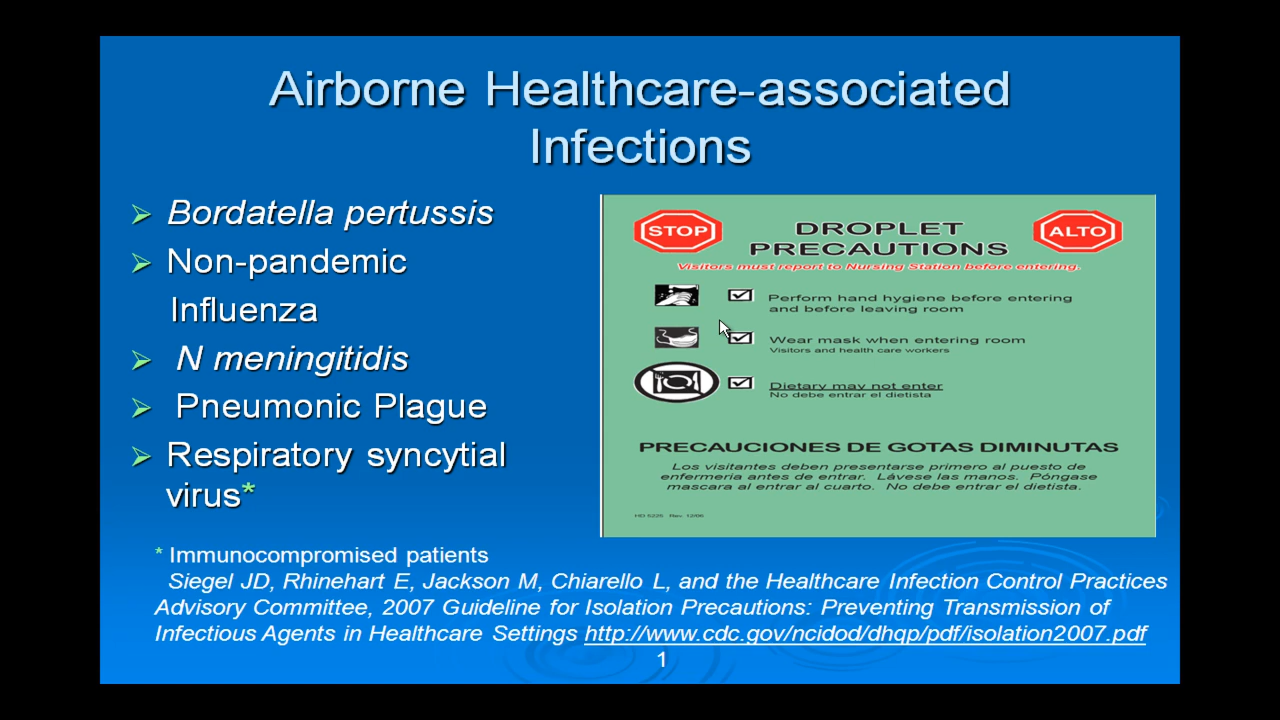 Airborne Healthcare-associated
Infections
Bordatella pertussis
Non-pandemic
Influenza
N meningitidis
Pneumonic Plague
Respiratory syncytial
virus*
STOP
DROPLET
PRECAUTIONS
ALTO
Visitors must report to Nursing Station before entering.
Perform hand hygiene before entering
and before leaving room
Wear mask when entering room
Visitors and health care workers
Dietary may not enter
No debe entrar el dietista
PRECAUCIONES DE GOTAS DIMINUTAS
Los visitantes deben presentarse primero al puesto de
enfermeria antes de entrar. Lávese las manos. Póngase
mascara al entrar al cuarto. No debe entrar el dietista.
HD 5225 Rev. 12/06
* Immunocompromised patients
Siegel JD, Rhinehart E, Jackson M, Chiarello L, and the Healthcare Infection Control Practices
Advisory Committee, 2007 Guideline for Isolation Precautions: Preventing Transmission of
Infectious Agents in Healthcare Settings http://www.cdc.gov/ncidod/dhqp/pdf/isolation2007.pdf
1